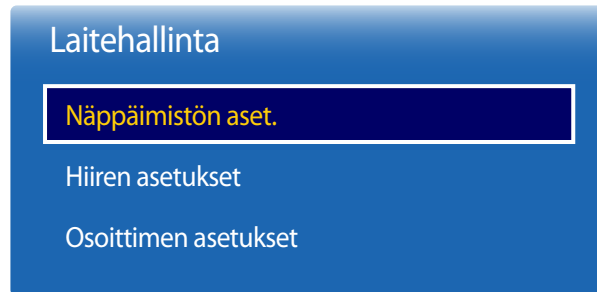 Laitehallinta
Näppäimistön aset.
Hiiren asetukset
Osoittimen asetukset